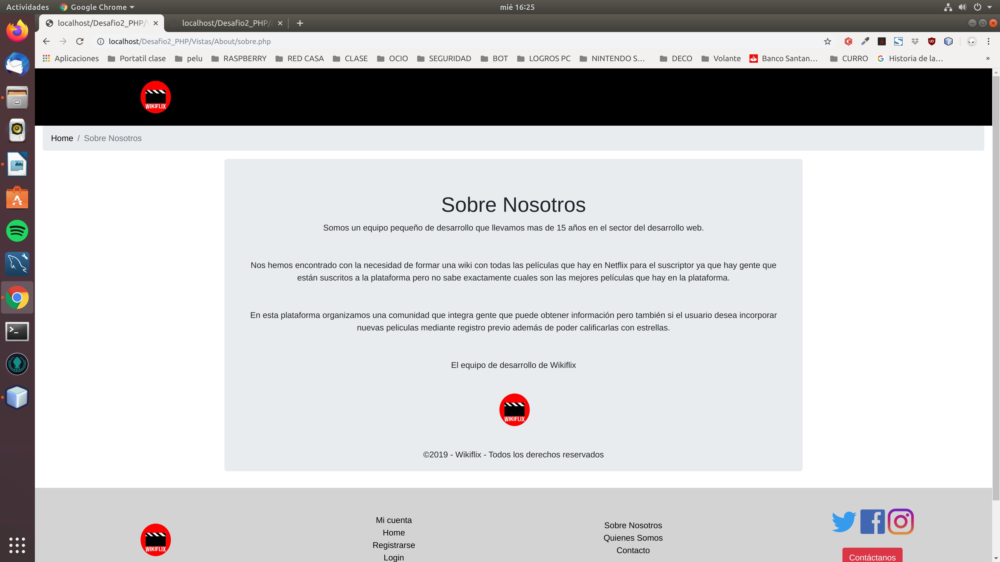 Actividades
Google Chrome
mié 16:25
localhost/Desafio2_PHP/
localhost/Desafio2_PHP/
localhost/Desafio2_PHP/Vistas/About/sobre.php
Aplicaciones
Portatil clase
pelu
RASPBERRY
RED CASA
CLASE
OCIO
SEGURIDAD
BOT
LOGROS PC
NINTENDO S...
DECO
Volante
Banco Santan...
CURRO
Historia de la...
»
WIKIFLIX
Home / Sobre Nosotros
Sobre Nosotros
Somos un equipo pequeño de desarrollo que llevamos mas de 15 años en el sector del desarrollo web.
Nos hemos encontrado con la necesidad de formar una wiki con todas las películas que hay en Netflix para el suscriptor ya que hay gente que
están suscritos a la plataforma pero no sabe exactamente cuales son las mejores películas que hay en la plataforma.
En esta plataforma organizamos una comunidad que integra gente que puede obtener información pero también si el usuario desea incorporar
nuevas peliculas mediante registro previo además de poder calificarlas con estrellas.
El equipo de desarrollo de Wikiflix
WIKIFLIX
©2019 - Wikiflix - Todos los derechos reservados
WIKIFLIX
Mi cuenta
Home
Registrarse
Login
Sobre Nosotros
Quienes Somos
Contacto
Contáctanos